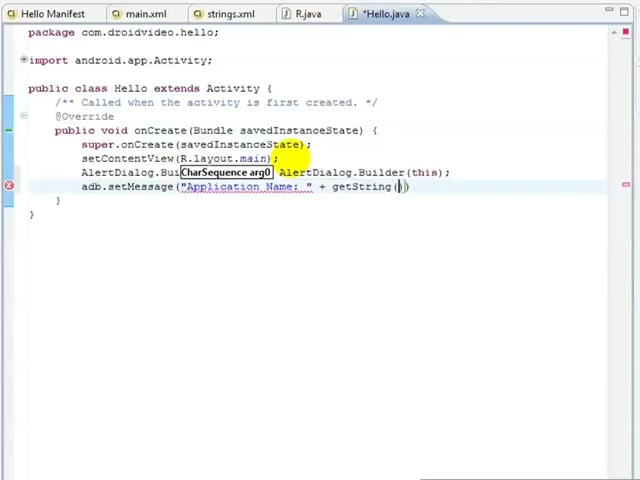 Hello Manifest main.xml strings.xml R.java *Hello.java
package com.droidvideo.hello;
import android.app.Activity;
public class Hello extends Activity {
/** Called when the activity is first created. */
@Override
public void onCreate(Bundle savedInstanceState) {
super.onCreate(savedInstanceState);
setContentView(R.layout.main);
AlertDialog.Bui CharSequence arg0 AlertDialog.Builder(this);
adb.setMessage("Application Name: " + getString())
}
}